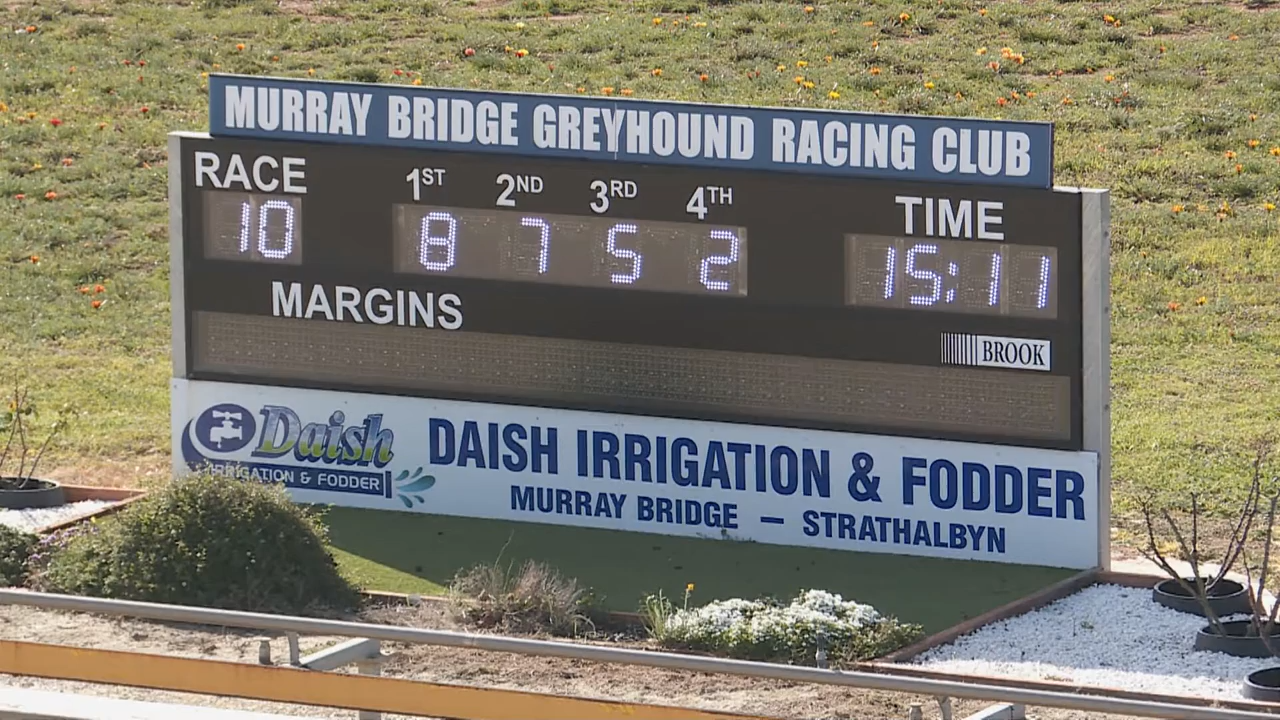 MURRAY BRIDGE GREYHOUND RACING CLUB
RACE 1ST 2ND 3RD 4TH TIME
10 8 7 5 2 15:11
MARGINS
BROOK
Daish
IRRIGATION & FODDER
DAISH IRRIGATION & FODDER
MURRAY BRIDGE – STRATHALBYN